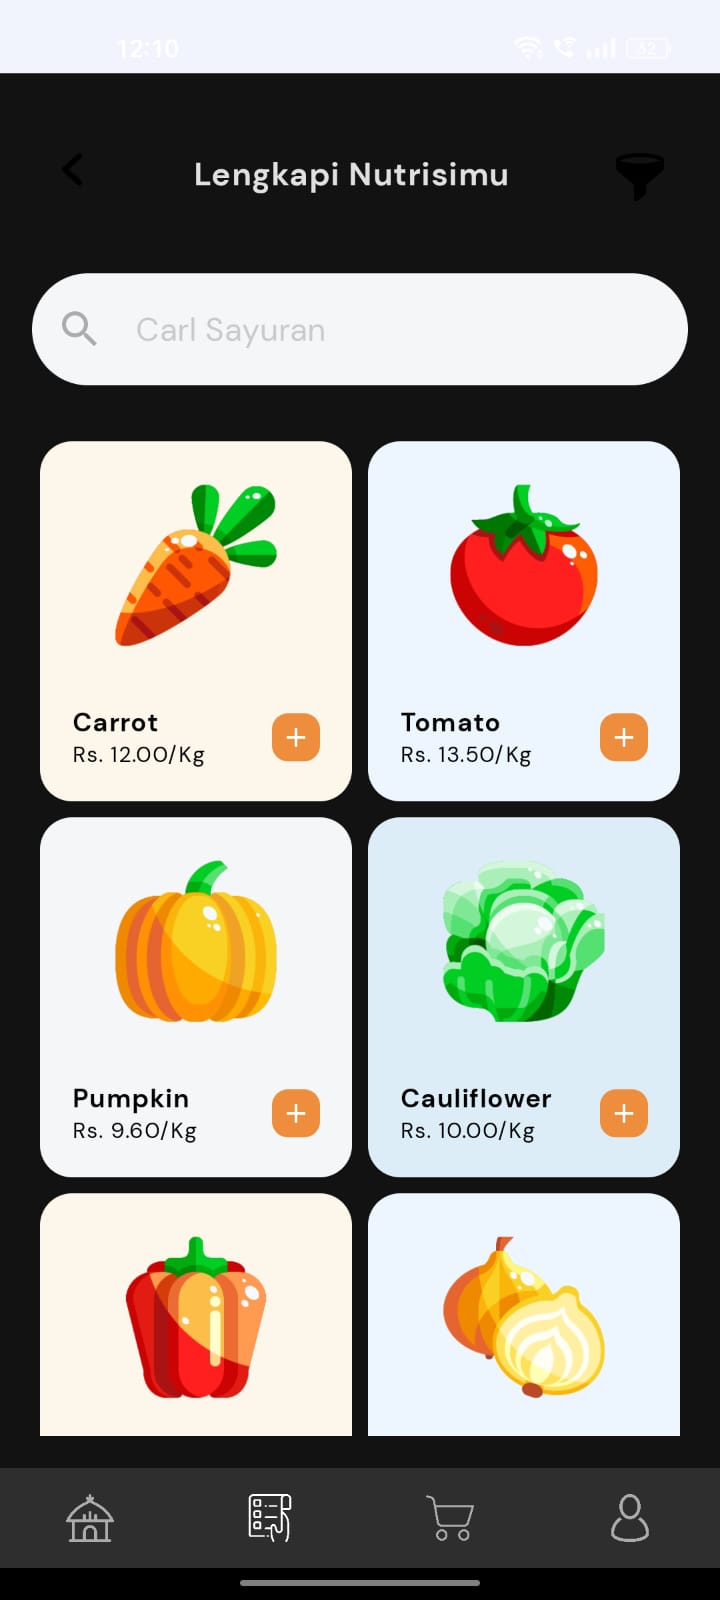 12:10
32
Lengkapi Nutrisimu
Carl Sayuran
Carrot
Rs. 12.00/Kg
Tomato
Rs. 13.50/Kg
Pumpkin
Rs. 9.60/Kg
Cauliflower
Rs. 10.00/Kg